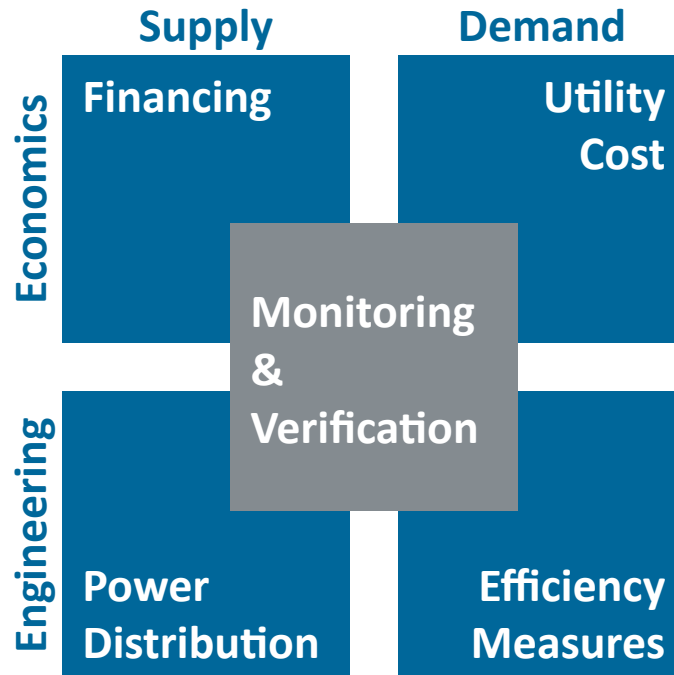 Supply
Demand
Economics
Financing
Utility
Cost
Monitoring
&
Verification
Engineering
Power
Distribution
Efficiency
Measures